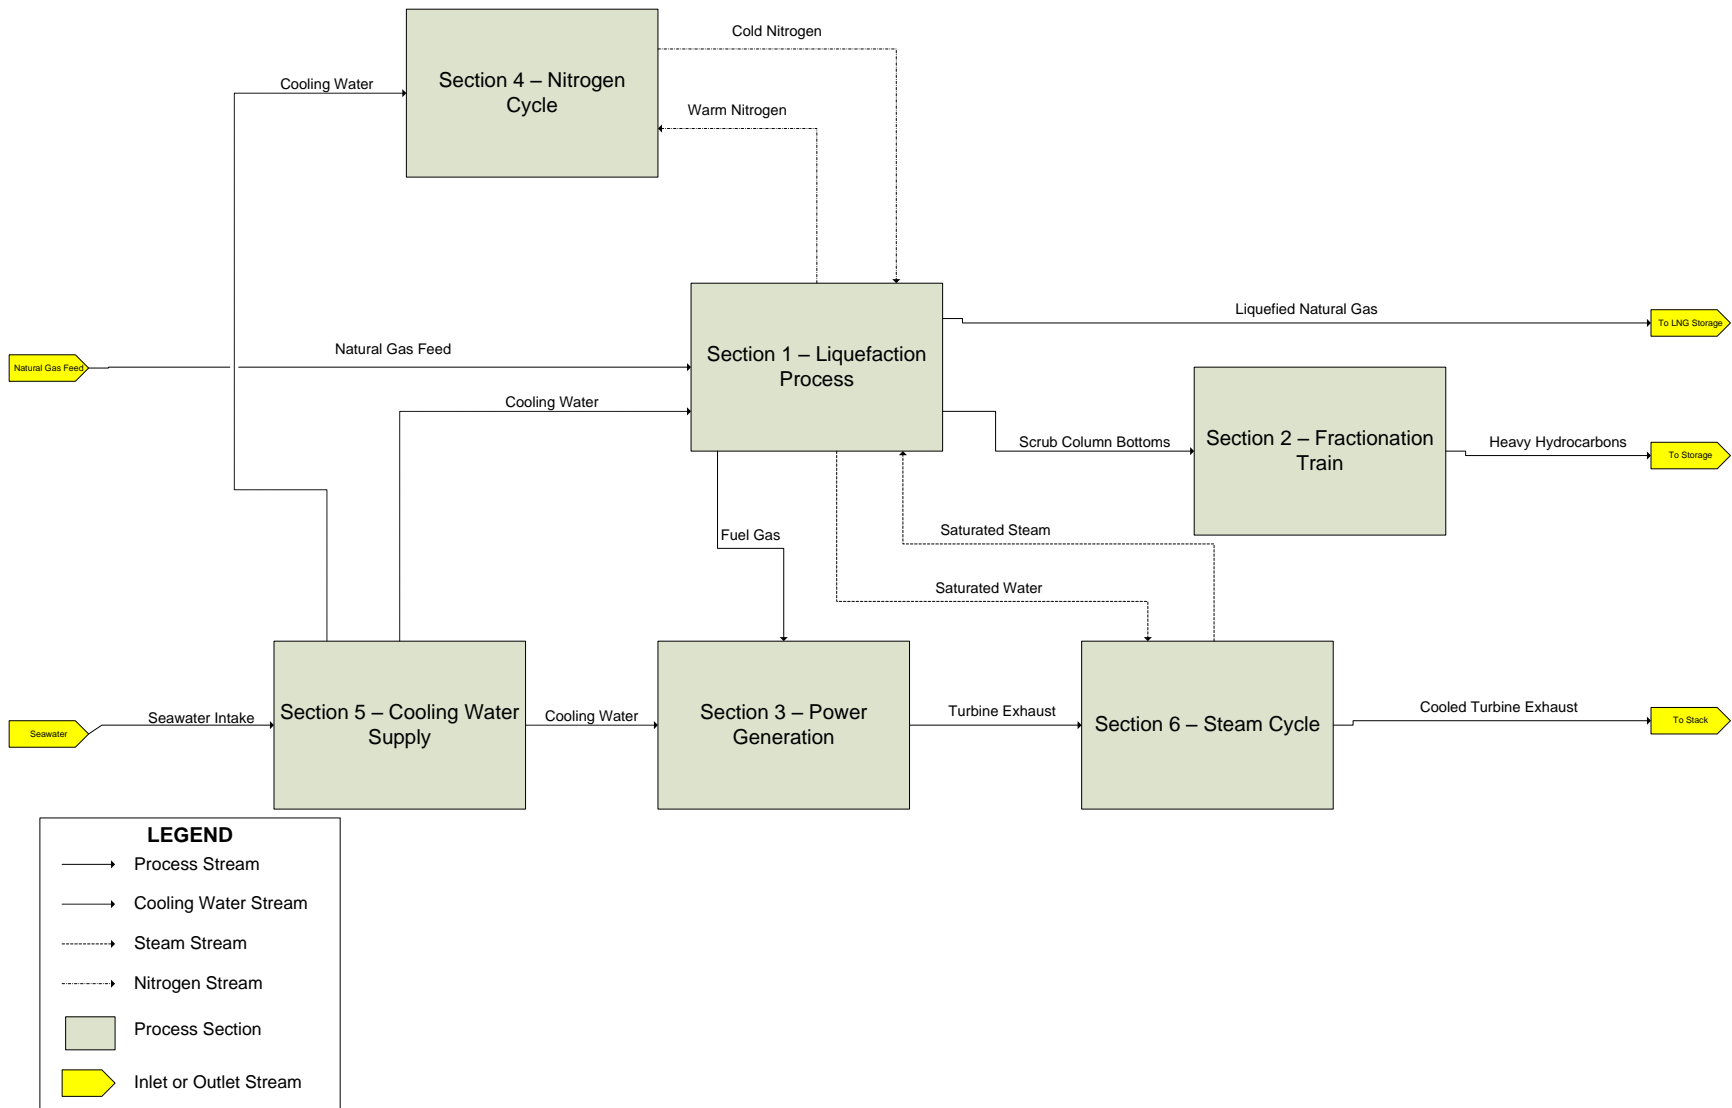 Cold Nitrogen
Section 4 – Nitrogen
Cycle
Cooling Water
Warm Nitrogen
Liquefied Natural Gas
To LNG Storage
Natural Gas Feed
Natural Gas Feed
Section 1 – Liquefaction
Process
Cooling Water
Scrub Column Bottoms
Section 2 – Fractionation
Train
Heavy Hydrocarbons
To Storage
Fuel Gas
Saturated Steam
Saturated Water
Seawater
Seawater Intake
Section 5 – Cooling Water
Supply
Cooling Water
Section 3 – Power
Generation
Turbine Exhaust
Section 6 – Steam Cycle
Cooled Turbine Exhaust
To Stack
LEGEND
Process Stream
Cooling Water Stream
Steam Stream
Nitrogen Stream
Process Section
Inlet or Outlet Stream